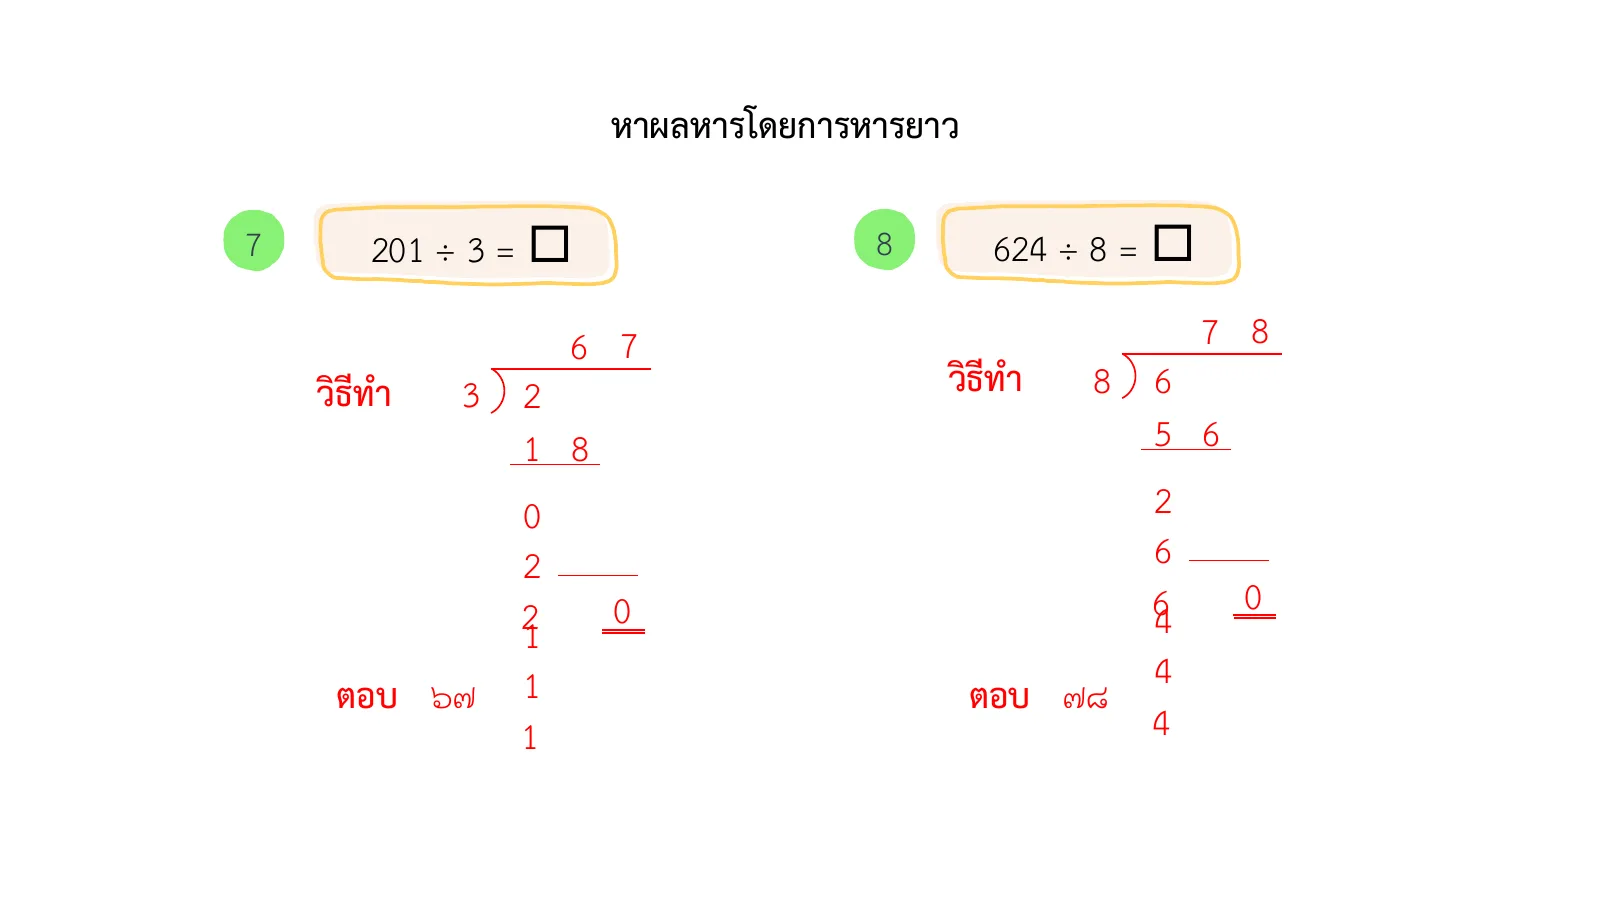 หาผลหารโดยการหารยาว
7
201 ÷ 3 = □
6 7
วิธีทำ 3 ) 2
1 8
0
2
2 0
1
1
1
ตอบ ๖๗
8
624 ÷ 8 = □
7 8
วิธีทำ 8 ) 6
5 6
2
6
6 0
4
4
4
ตอบ ๗๘